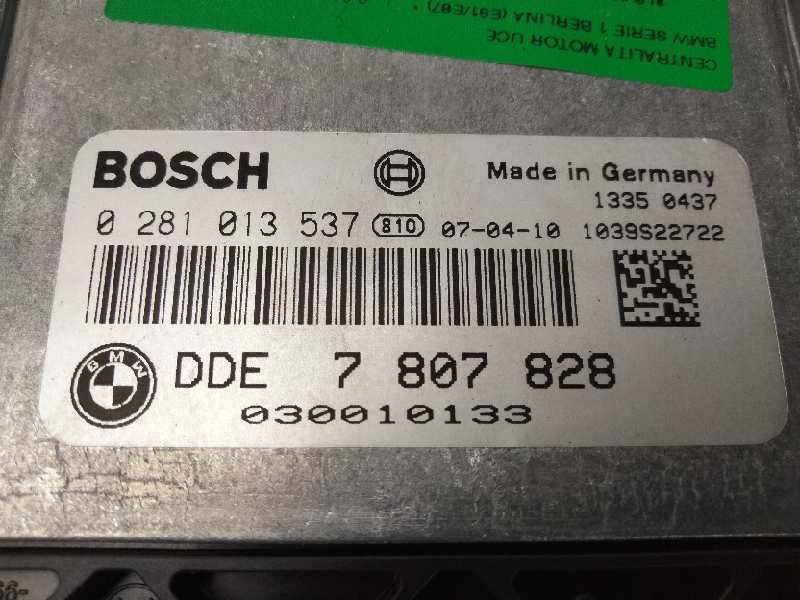 CENTRALITA MOTOR UCE
BMW SERIE 1 BERLINA (E81/E87)
BOSCH
Made in Germany
1335 0437
0 281 013 537 810 07-04-10 1039S22722
BMW
DDE 7 807 828
030010133